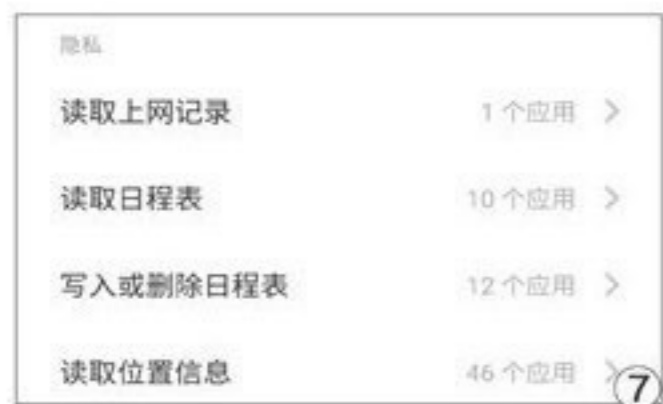 隐私
读取上网记录 1 个应用 >
读取日程表 10 个应用 >
写入或删除日程表 12 个应用 >
读取位置信息 46 个应用 >
⑦